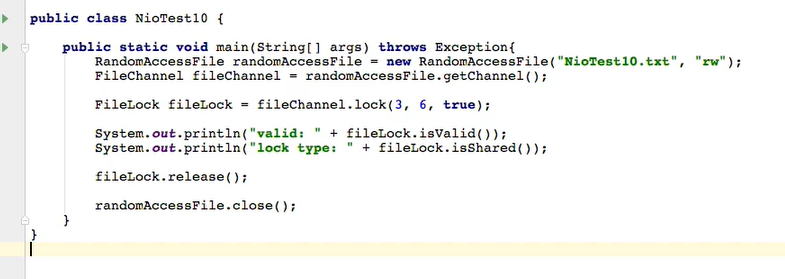 public class NioTest10 {
public static void main(String[] args) throws Exception{
RandomAccessFile randomAccessFile = new RandomAccessFile("NioTest10.txt", "rw");
FileChannel fileChannel = randomAccessFile.getChannel();
FileLock fileLock = fileChannel.lock(3, 6, true);
System.out.println("valid: " + fileLock.isValid());
System.out.println("lock type: " + fileLock.isShared());
fileLock.release();
randomAccessFile.close();
}
}